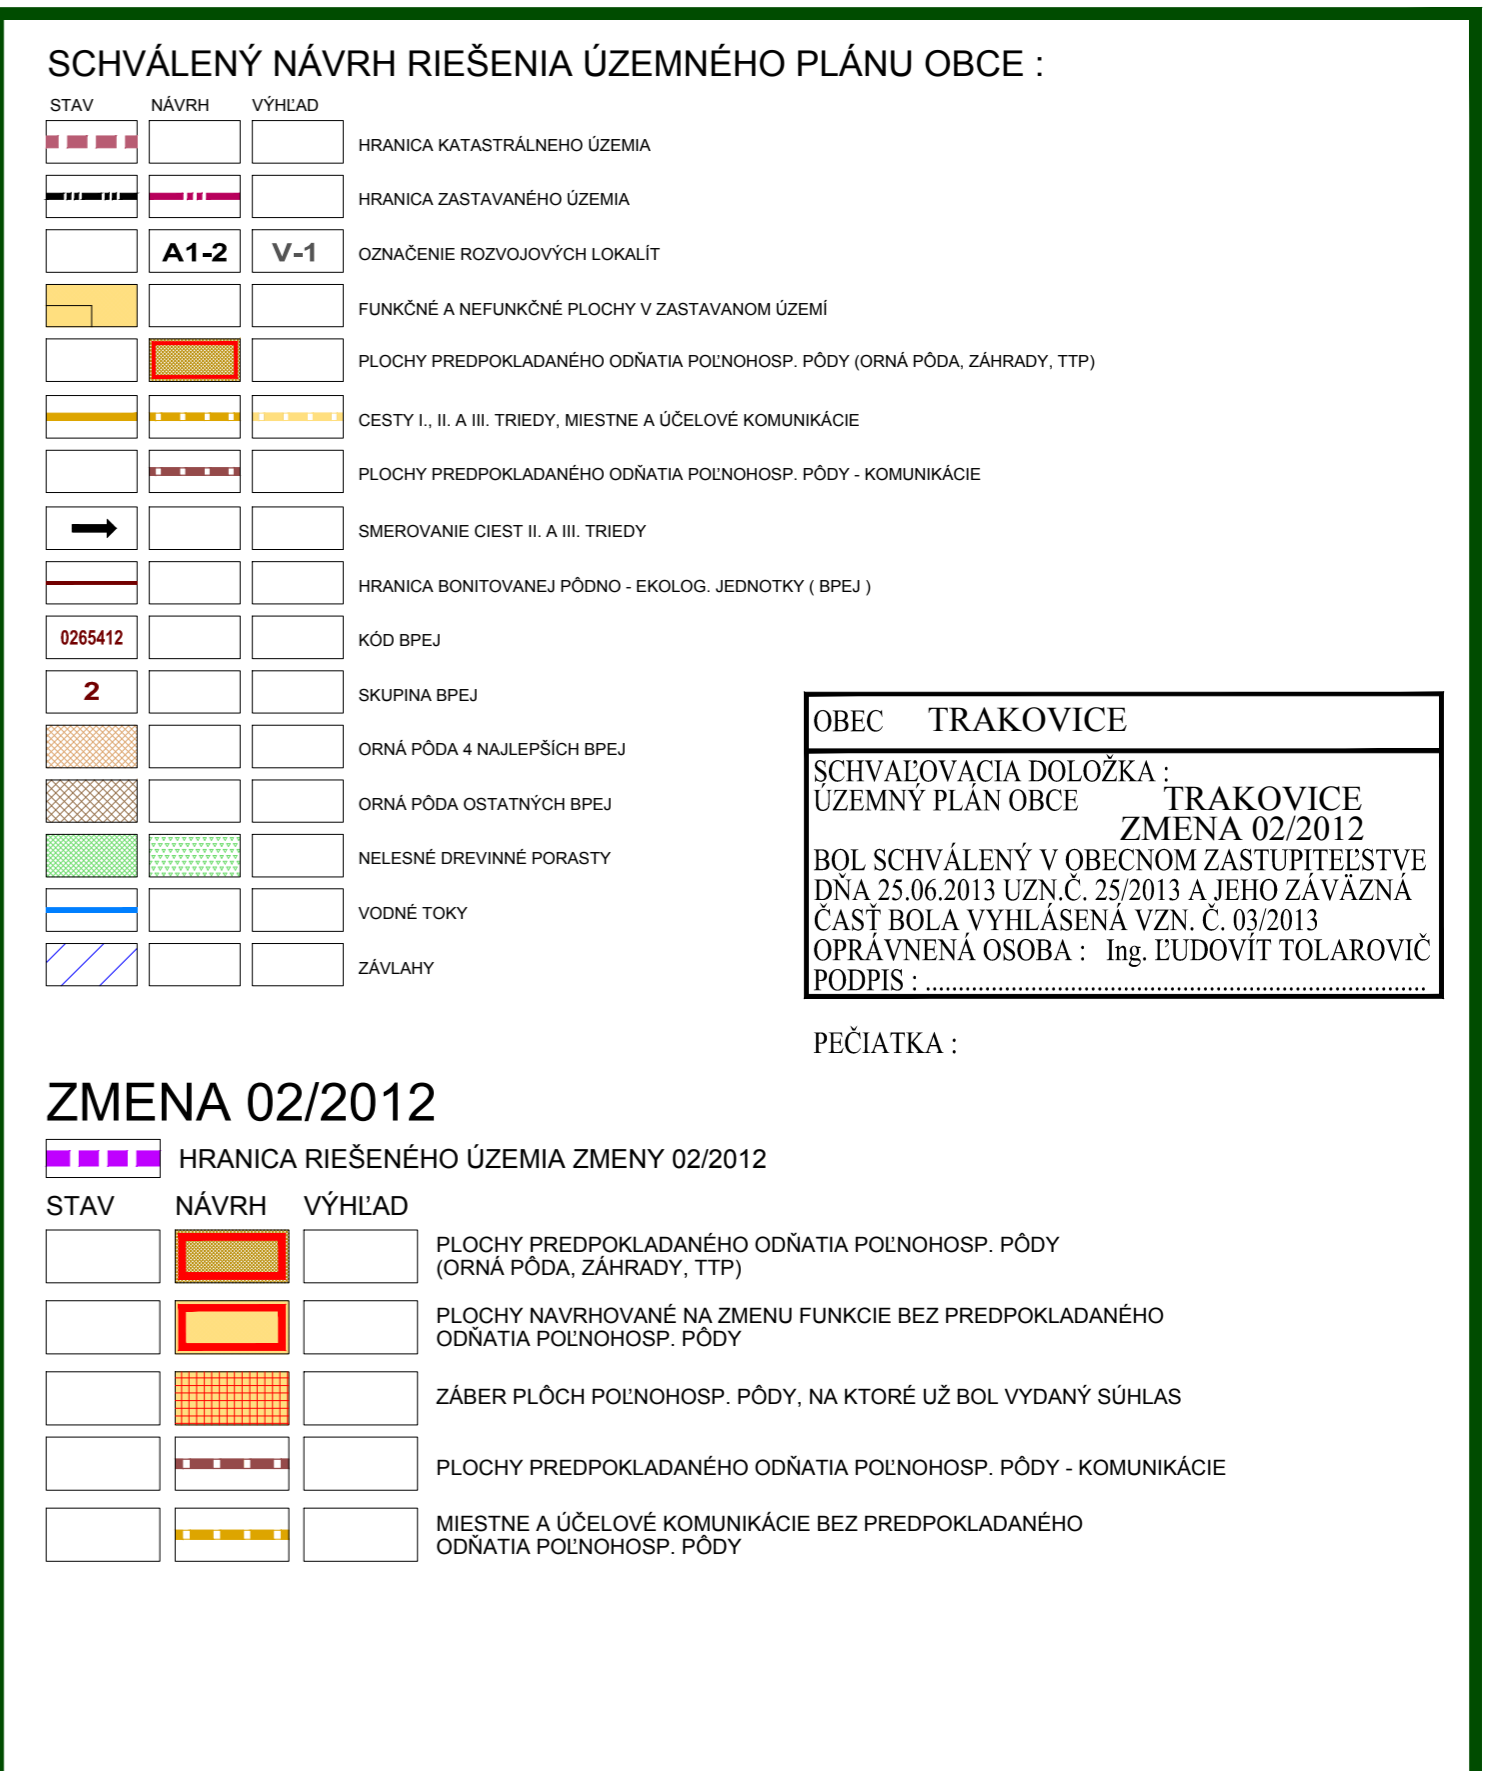 SCHVÁLENÝ NÁVRH RIEŠENIA ÚZEMNÉHO PLÁNU OBCE :
STAV NÁVRH VÝHĽAD
HRANICA KATASTRÁLNEHO ÚZEMIA
HRANICA ZASTAVANÉHO ÚZEMIA
A1-2 V-1 OZNAČENIE ROZVOJOVÝCH LOKALÍT
FUNKČNÉ A NEFUNKČNÉ PLOCHY V ZASTAVANOM ÚZEMÍ
PLOCHY PREDPOKLADANÉHO ODŇATIA POĽNOHOSP. PÔDY (ORNÁ PÔDA, ZÁHRADY, TTP)
CESTY I., II. A III. TRIEDY, MIESTNE A ÚČELOVÉ KOMUNIKÁCIE
PLOCHY PREDPOKLADANÉHO ODŇATIA POĽNOHOSP. PÔDY - KOMUNIKÁCIE
SMEROVANIE CIEST II. A III. TRIEDY
HRANICA BONITOVANEJ PÔDNO - EKOLOG. JEDNOTKY ( BPEJ )
0265412 KÓD BPEJ
2 SKUPINA BPEJ
ORNÁ PÔDA 4 NAJLEPŠÍCH BPEJ
ORNÁ PÔDA OSTATNÝCH BPEJ
NELESNÉ DREVINNÉ PORASTY
VODNÉ TOKY
ZÁVLAHY
OBEC TRAKOVICE
SCHVAĽOVACIA DOLOŽKA :
ÚZEMNÝ PLÁN OBCE TRAKOVICE
ZMENA 02/2012
BOL SCHVÁLENÝ V OBECNOM ZASTUPITEĽSTVE
DŇA 25.06.2013 UZN.Č. 25/2013 A JEHO ZÁVÄZNÁ
ČASŤ BOLA VYHLÁSENÁ VZN. Č. 03/2013
OPRÁVNENÁ OSOBA : Ing. ĽUDOVÍT TOLAROVIČ
PODPIS : ............................................................................
PEČIATKA :
ZMENA 02/2012
HRANICA RIEŠENÉHO ÚZEMIA ZMENY 02/2012
STAV NÁVRH VÝHĽAD
PLOCHY PREDPOKLADANÉHO ODŇATIA POĽNOHOSP. PÔDY
(ORNÁ PÔDA, ZÁHRADY, TTP)
PLOCHY NAVRHOVANÉ NA ZMENU FUNKCIE BEZ PREDPOKLADANÉHO
ODŇATIA POĽNOHOSP. PÔDY
ZÁBER PLÔCH POĽNOHOSP. PÔDY, NA KTORÉ UŽ BOL VYDANÝ SÚHLAS
PLOCHY PREDPOKLADANÉHO ODŇATIA POĽNOHOSP. PÔDY - KOMUNIKÁCIE
MIESTNE A ÚČELOVÉ KOMUNIKÁCIE BEZ PREDPOKLADANÉHO
ODŇATIA POĽNOHOSP. PÔDY